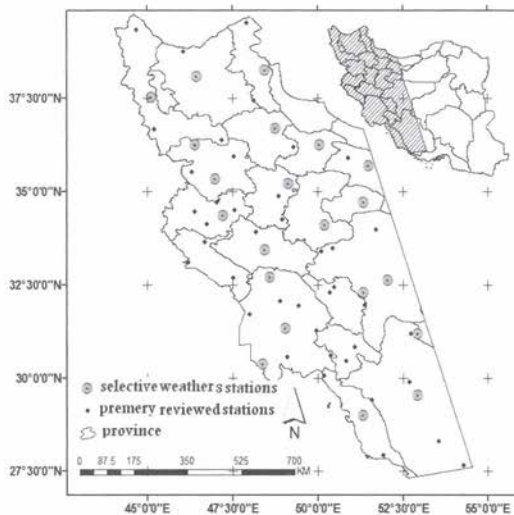 37°30'0"N
35°0'0"N
32°30'0"N
30°0'0"N
27°30'0"N
selective weathers stations
premery reviewed stations
province
N
0 87.5 175 350 525 700
KM
45°0'0"E 47°30'0"E 50°0'0"E 52°30'0"E 55°0'0"E